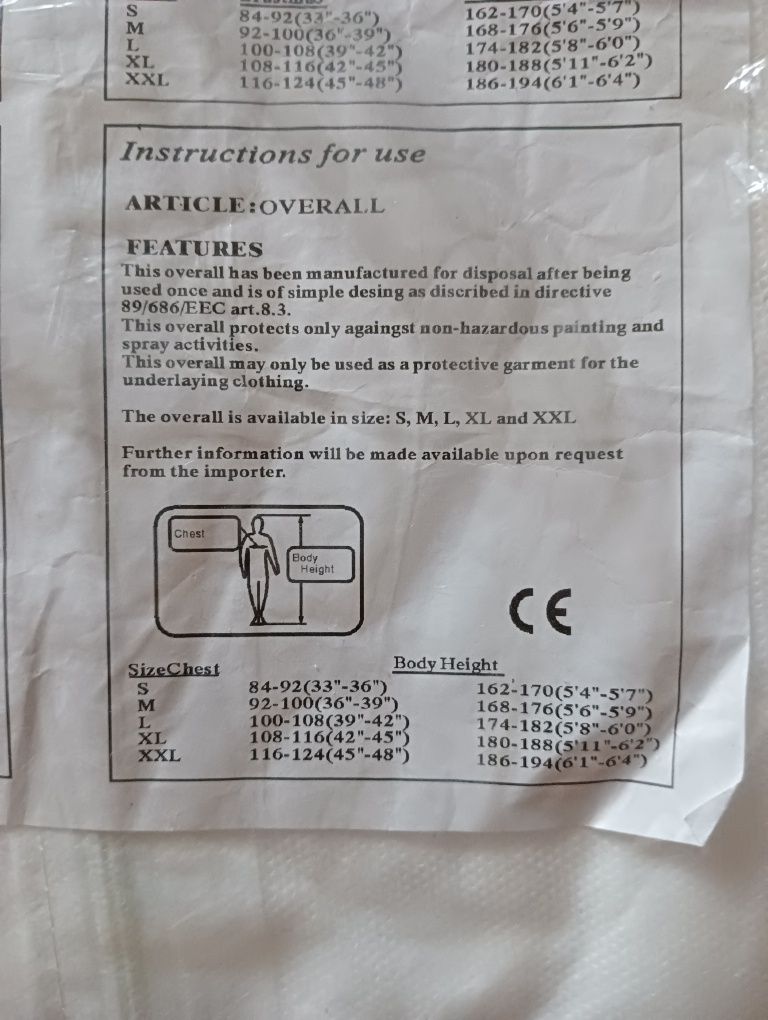 S 84-92(33"-36") 162-170(5'4"-5'7")
M 92-100(36"-39") 168-176(5'6"-5'9")
L 100-108(39"-42") 174-182(5'8"-6'0")
XL 108-116(42"-45") 180-188(5'11"-6'2")
XXL 116-124(45"-48") 186-194(6'1"-6'4")
Instructions for use
ARTICLE:OVERALL
FEATURES
This overall has been manufactured for disposal after being
used once and is of simple desing as discribed in directive
89/686/EEC art.8.3.
This overall protects only againgst non-hazardous painting and
spray activities.
This overall may only be used as a protective garment for the
underlaying clothing.
The overall is available in size: S, M, L, XL and XXL
Further information will be made available upon request
from the importer.
Chest
Body
Height
CE
SizeChest Body Height
S 84-92(33"-36") 162-170(5'4"-5'7")
M 92-100(36"-39") 168-176(5'6"-5'9")
L 100-108(39"-42") 174-182(5'8"-6'0")
XL 108-116(42"-45") 180-188(5'11"-6'2")
XXL 116-124(45"-48") 186-194(6'1"-6'4")